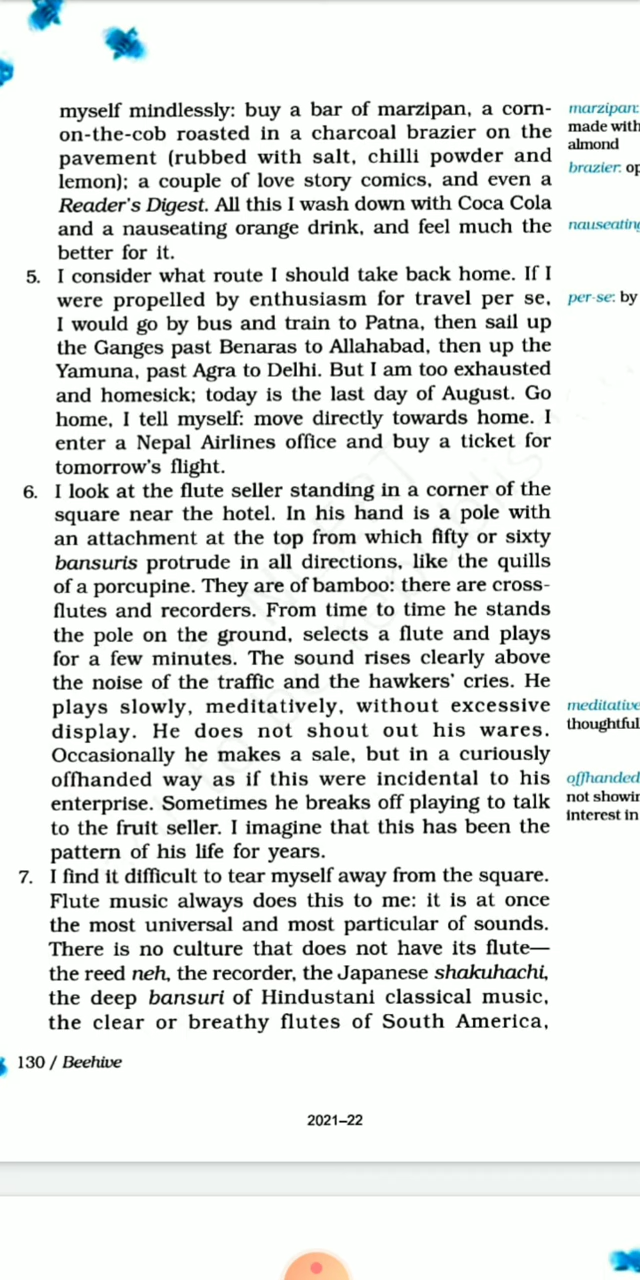 myself mindlessly: buy a bar of marzipan, a corn-
on-the-cob roasted in a charcoal brazier on the
pavement (rubbed with salt, chilli powder and
lemon); a couple of love story comics, and even a
Reader's Digest. All this I wash down with Coca Cola
and a nauseating orange drink, and feel much the
better for it.
marzipan:
made with
almond
brazier: op
nauseating
5. I consider what route I should take back home. If I
were propelled by enthusiasm for travel per se,
I would go by bus and train to Patna, then sail up
the Ganges past Benaras to Allahabad, then up the
Yamuna, past Agra to Delhi. But I am too exhausted
and homesick; today is the last day of August. Go
home, I tell myself: move directly towards home. I
enter a Nepal Airlines office and buy a ticket for
tomorrow's flight.
per-se: by
6. I look at the flute seller standing in a corner of the
square near the hotel. In his hand is a pole with
an attachment at the top from which fifty or sixty
bansuris protrude in all directions, like the quills
of a porcupine. They are of bamboo: there are cross-
flutes and recorders. From time to time he stands
the pole on the ground, selects a flute and plays
for a few minutes. The sound rises clearly above
the noise of the traffic and the hawkers' cries. He
plays slowly, meditatively, without excessive
display. He does not shout out his wares.
Occasionally he makes a sale, but in a curiously
offhanded way as if this were incidental to his
enterprise. Sometimes he breaks off playing to talk
to the fruit seller. I imagine that this has been the
pattern of his life for years.
meditative
thoughtful
offhanded
not showin
interest in
7. I find it difficult to tear myself away from the square.
Flute music always does this to me: it is at once
the most universal and most particular of sounds.
There is no culture that does not have its flute—
the reed neh, the recorder, the Japanese shakuhachi,
the deep bansuri of Hindustani classical music,
the clear or breathy flutes of South America,
130 / Beehive
2021–22